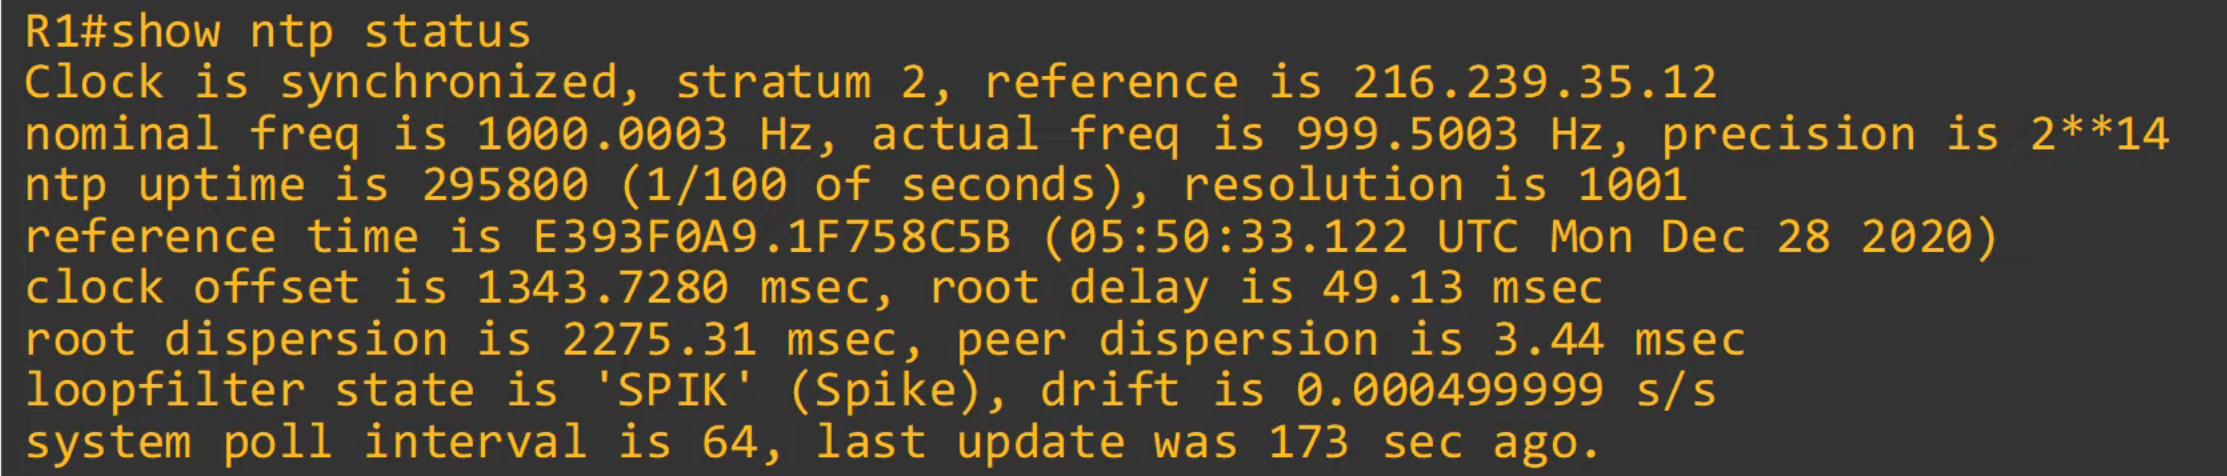 R1#show ntp status
Clock is synchronized, stratum 2, reference is 216.239.35.12
nominal freq is 1000.0003 Hz, actual freq is 999.5003 Hz, precision is 2**14
ntp uptime is 295800 (1/100 of seconds), resolution is 1001
reference time is E393F0A9.1F758C5B (05:50:33.122 UTC Mon Dec 28 2020)
clock offset is 1343.7280 msec, root delay is 49.13 msec
root dispersion is 2275.31 msec, peer dispersion is 3.44 msec
loopfilter state is 'SPIK' (Spike), drift is 0.000499999 s/s
system poll interval is 64, last update was 173 sec ago.